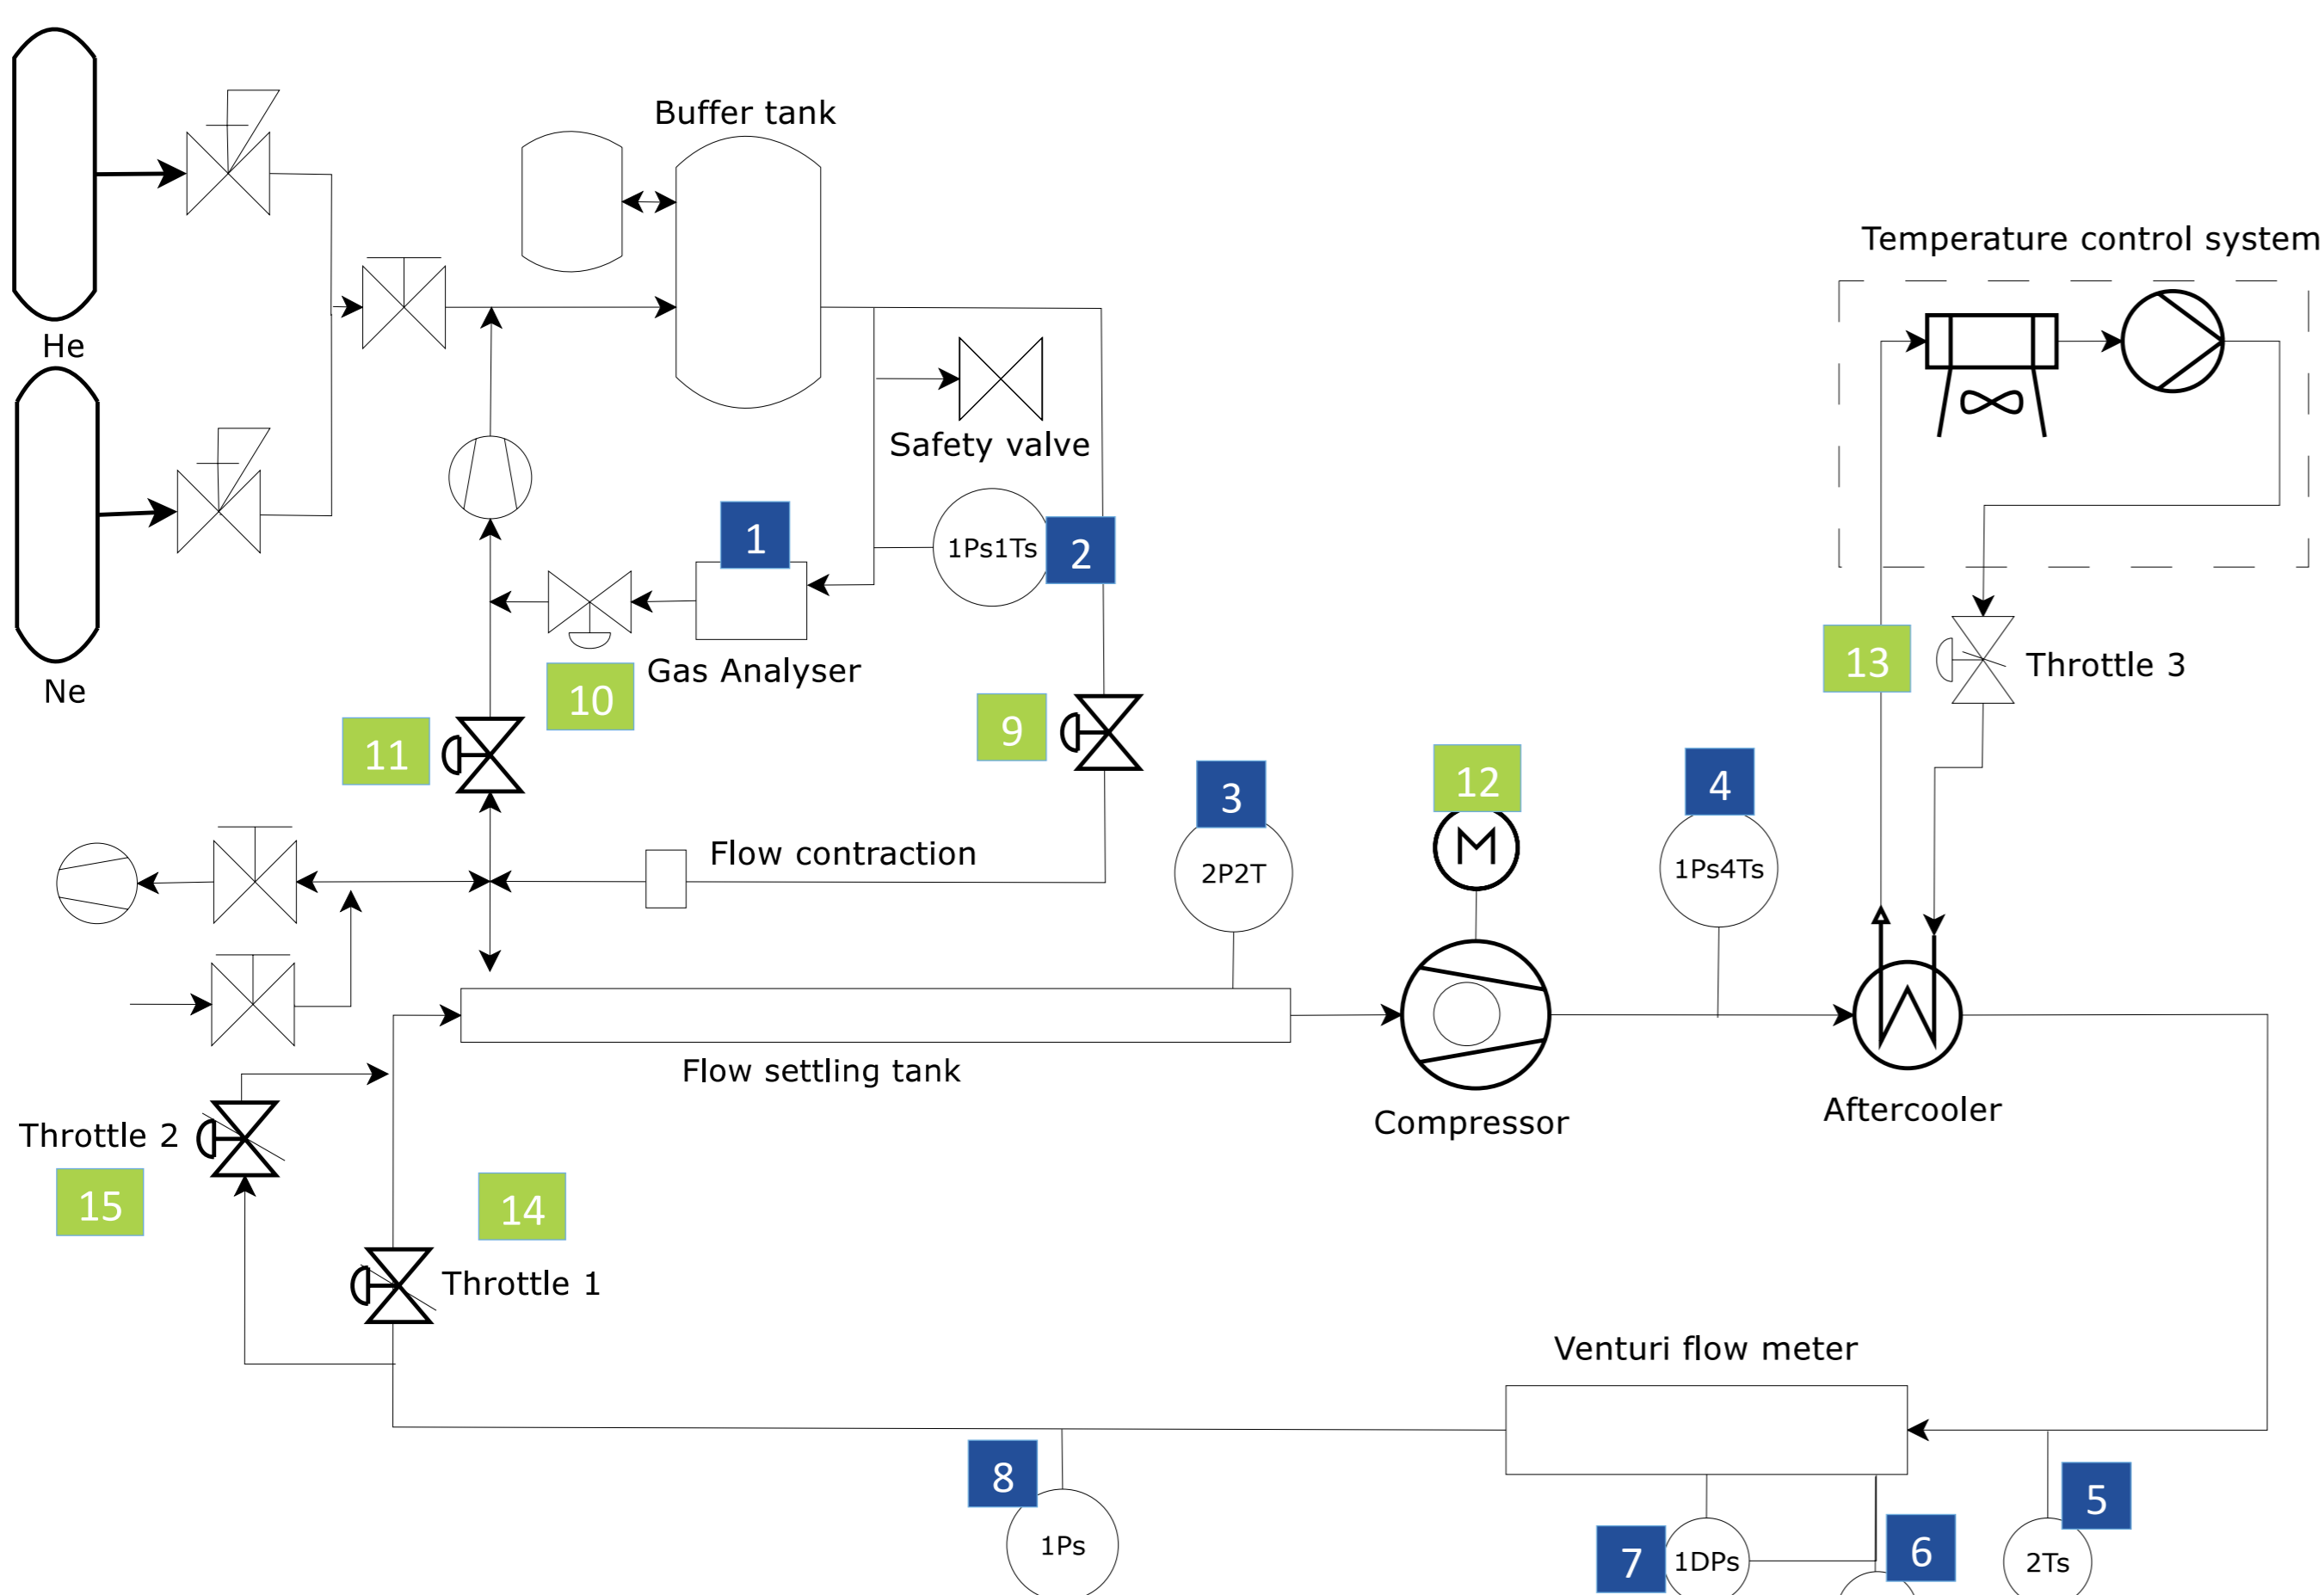 Buffer tank
Temperature control system
He
Safety valve
1
1Ps1Ts
2
Gas Analyser
13
Throttle 3
Ne
10
11
9
12
4
3
Flow contraction
2P2T
M
1Ps4Ts
Flow settling tank
Compressor
Aftercooler
Throttle 2
15
14
Throttle 1
Venturi flow meter
8
1Ps
7
1DPs
6
5
2Ts